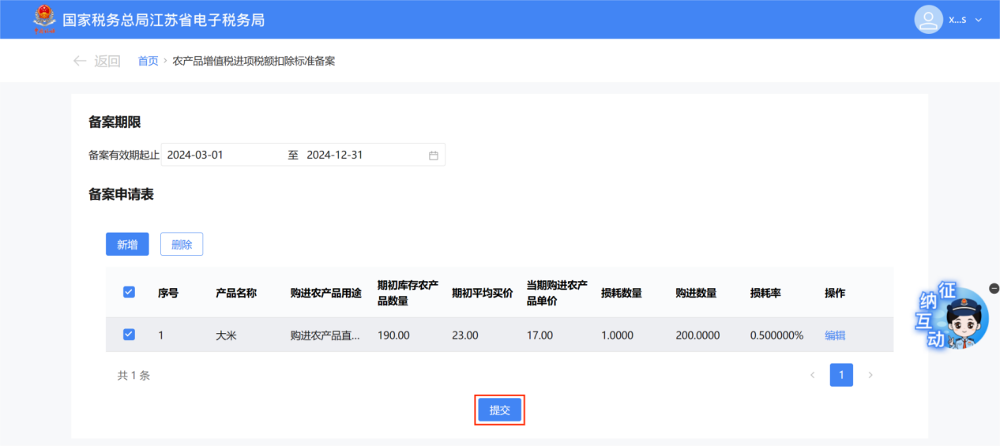 国家税务总局江苏省电子税务局
x...s
返回
首页 > 农产品增值税进项税额扣除标准备案
备案期限
备案有效期起止 2024-03-01 至 2024-12-31
备案申请表
新增 删除
序号 产品名称 购进农产品用途 期初库存农产品数量 期初平均买价 当期购进农产品单价 损耗数量 购进数量 损耗率 操作
1 大米 购进农产品直... 190.00 23.00 17.00 1.0000 200.0000 0.500000% 编辑
共 1 条
< 1 >
提交
征纳互动